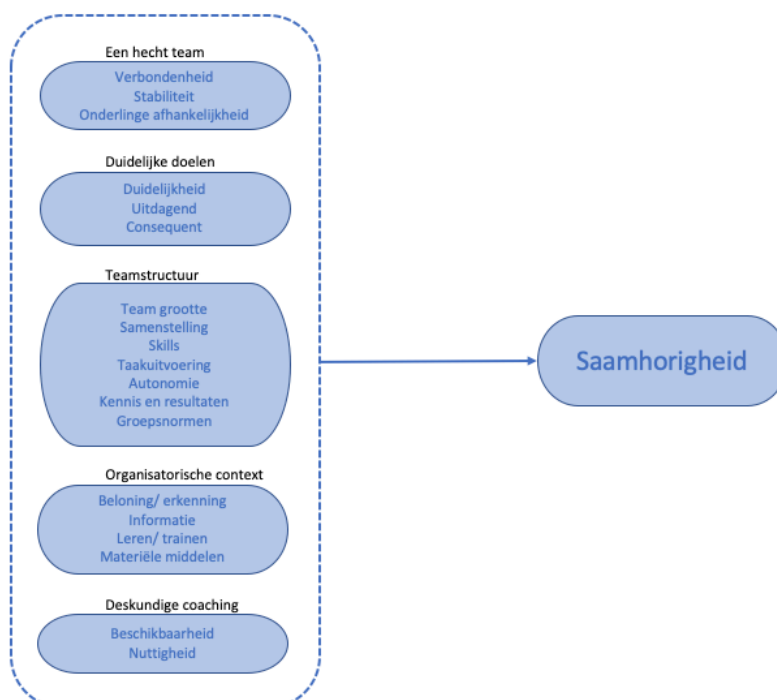 Een hecht team
Verbondenheid
Stabiliteit
Onderlinge afhankelijkheid
Duidelijke doelen
Duidelijkheid
Uitdagend
Consequent
Teamstructuur
Team grootte
Samenstelling
Skills
Taakuitvoering
Autonomie
Kennis en resultaten
Groepsnormen
Organisatorische context
Beloning/ erkenning
Informatie
Leren/ trainen
Materiële middelen
Deskundige coaching
Beschikbaarheid
Nuttigheid
Saamhorigheid